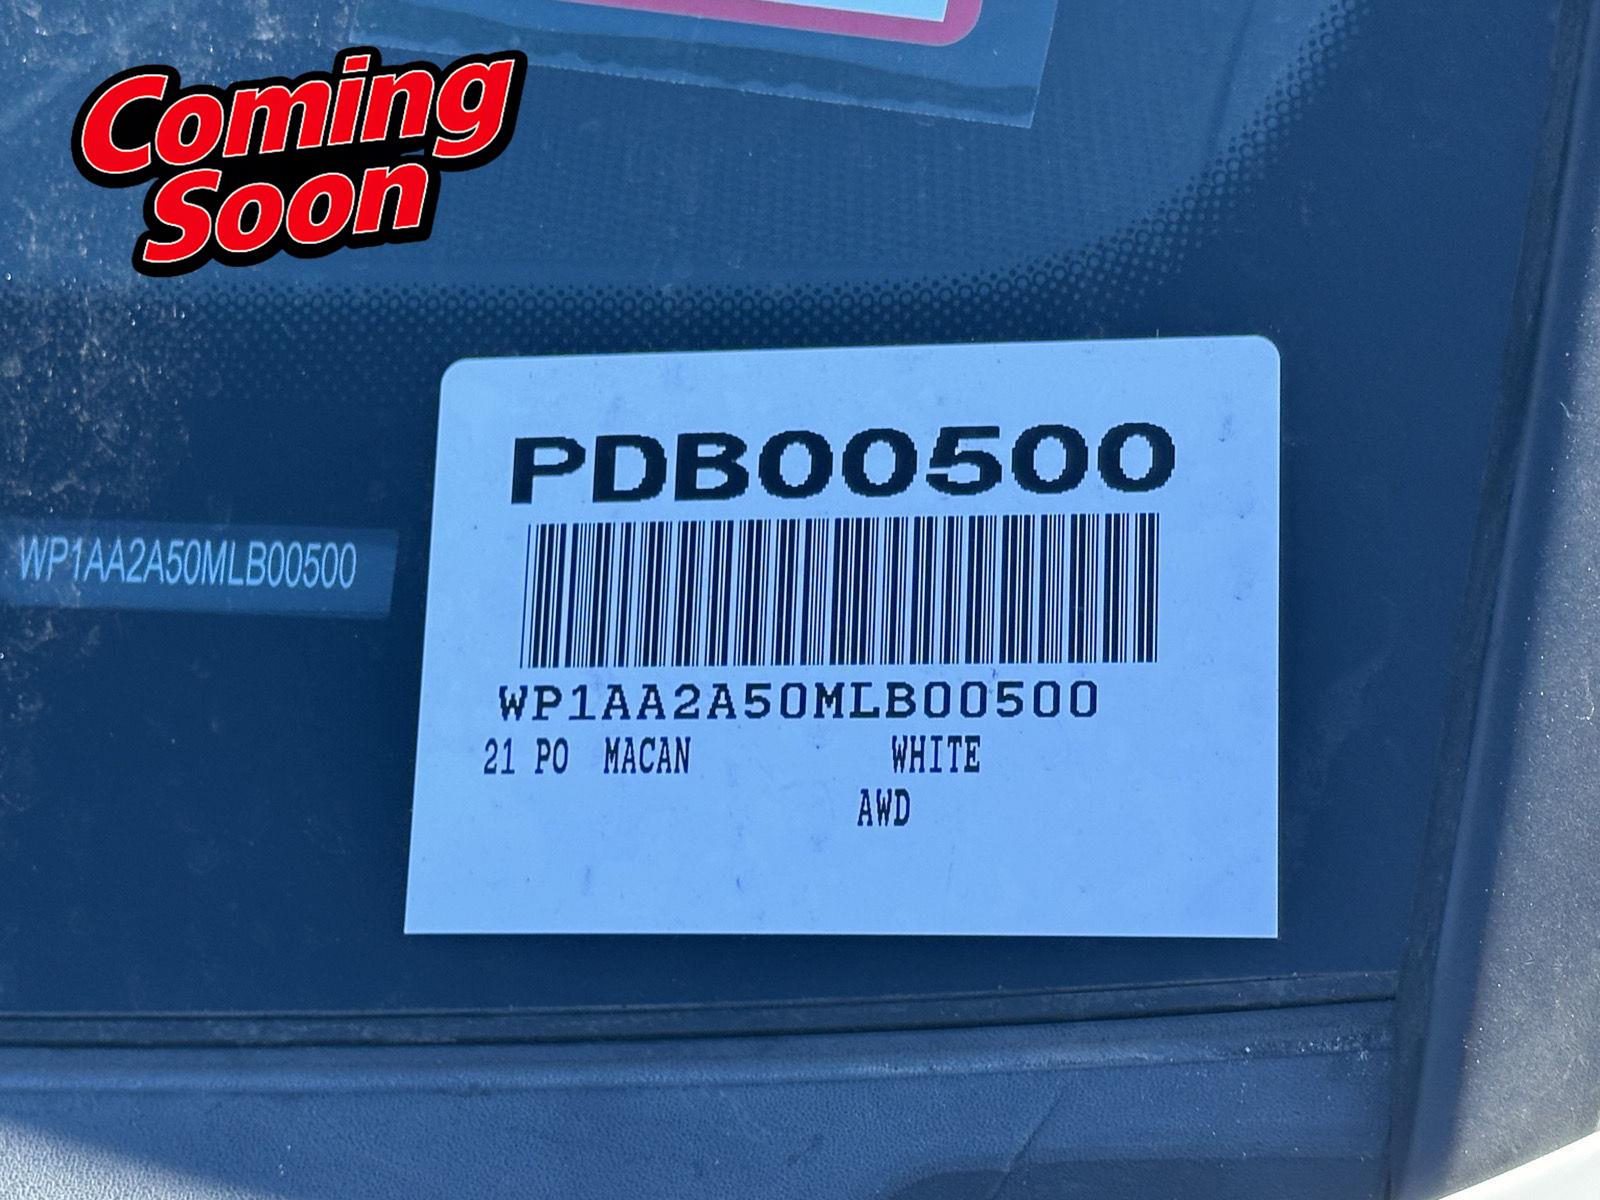 Coming
Soon
PDB00500
WP1AA2A50MLB00500
WP1AA2A50MLB00500
21 PO MACAN WHITE
AWD